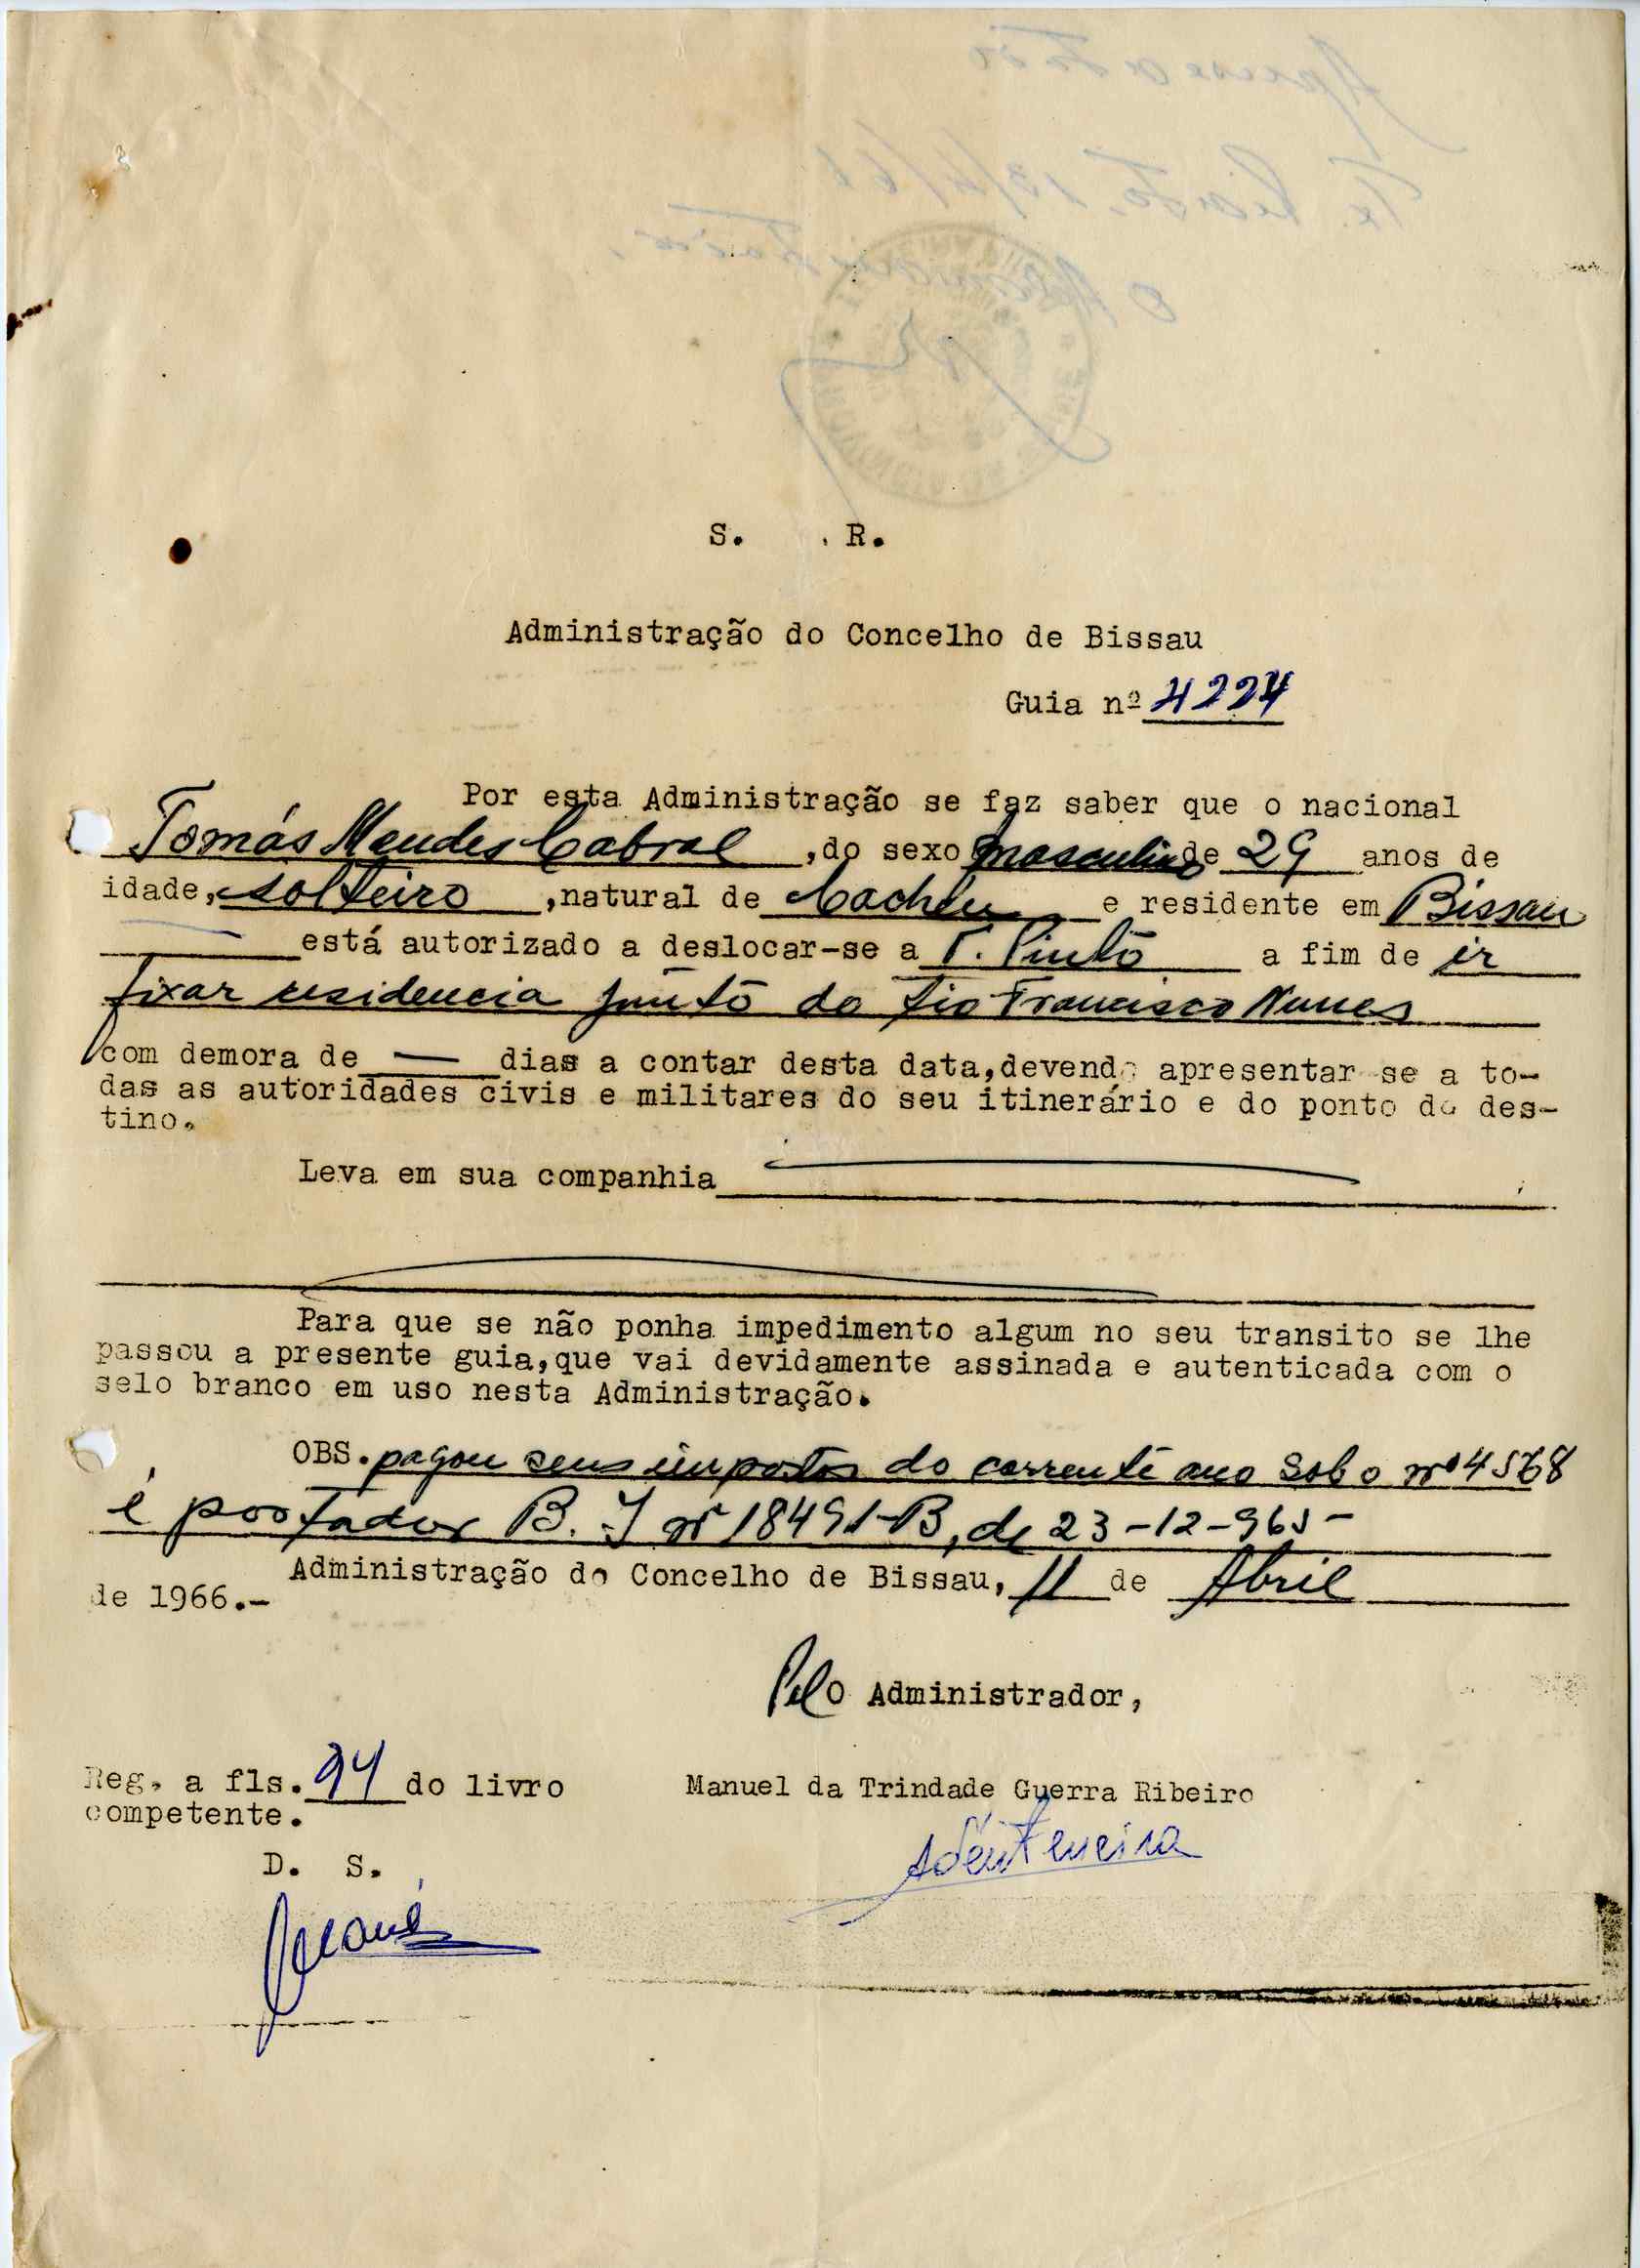 S. . R.
Administração do Concelho de Bissau
Guia nº 4224
Por esta Administração se faz saber que o nacional
Tomás Mendes Cabral ,do sexo masculino de 29 anos de
idade, solteiro ,natural de Cacheu e residente em Bissau
está autorizado a deslocar-se a T. Pinto a fim de ir
fixar residencia junto do tio Francisco Nunes
com demora de — dias a contar desta data,devendo apresentar-se a to-
das as autoridades civis e militares do seu itinerário e do ponto de des-
tino.
Leva em sua companhia
Para que se não ponha impedimento algum no seu transito se lhe
passou a presente guia,que vai devidamente assinada e autenticada com o
selo branco em uso nesta Administração.
OBS. pagou seus impostos do corrente ano sob o nº 4568
é portador B. I nº 18491-B, de 23-12-965-
Administração do Concelho de Bissau, 11 de Abril
de 1966.-
Pelo Administrador,
Reg. a fls. 94 do livro
competente.
Manuel da Trindade Guerra Ribeiro
D. S.